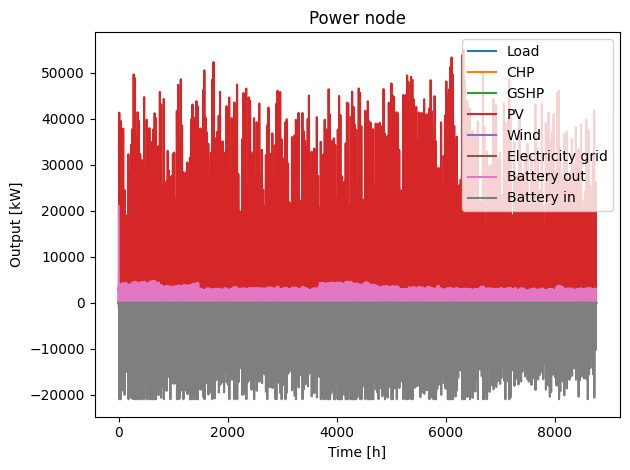 Power node
Load
CHP
GSHP
PV
Wind
Electricity grid
Battery out
Battery in
Output [kW]
50000
40000
30000
20000
10000
0
−10000
−20000
0 2000 4000 6000 8000
Time [h]